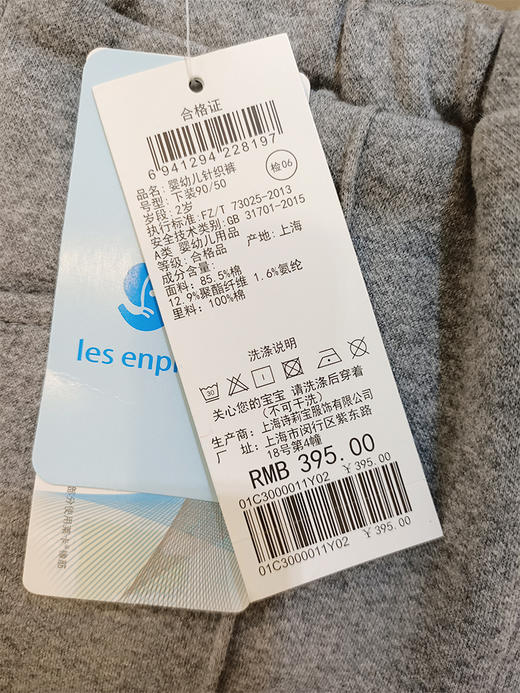 合格证
6 941294 228197
检06
品名: 婴幼儿针织裤
号型: 下装90/50
岁段: 2岁
执行标准: FZ/T 73025-2013
安全技术类别: GB 31701-2015
A类 婴幼儿用品
等级: 合格品 产地: 上海
成分含量:
面料: 85.5%棉
12.9%聚酯纤维 1.6%氨纶
里料: 100%棉
洗涤说明
30
关心您的宝宝 请洗涤后穿着
(不可干洗)
生产商: 上海诗莉宝服饰有限公司
厂 址: 上海市闵行区紫东路
18号第4幢
RMB 395.00
01C3000011Y02 ￥395.00
01C3000011Y02 ￥395.00
les enp